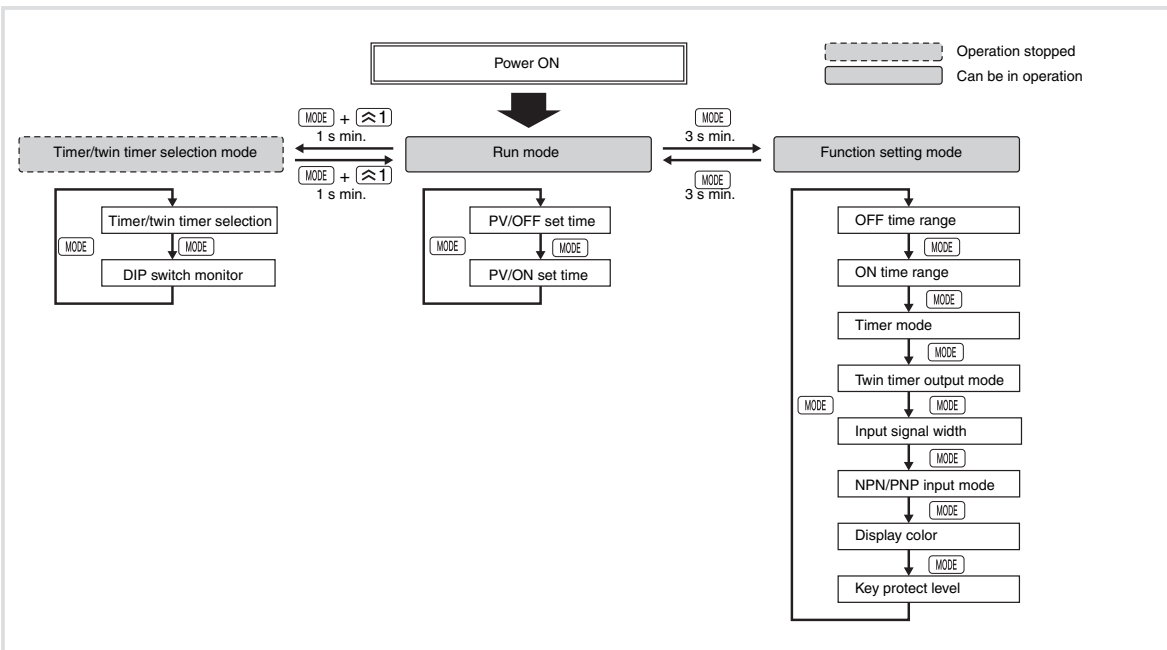 Power ON
Operation stopped
Can be in operation
MODE + ︽1
1 s min.
MODE
3 s min.
Timer/twin timer selection mode
Run mode
Function setting mode
MODE + ︽1
1 s min.
MODE
3 s min.
Timer/twin timer selection
MODE
MODE
DIP switch monitor
PV/OFF set time
MODE
MODE
PV/ON set time
OFF time range
MODE
ON time range
MODE
Timer mode
MODE
Twin timer output mode
MODE
MODE
Input signal width
MODE
NPN/PNP input mode
MODE
Display color
MODE
Key protect level